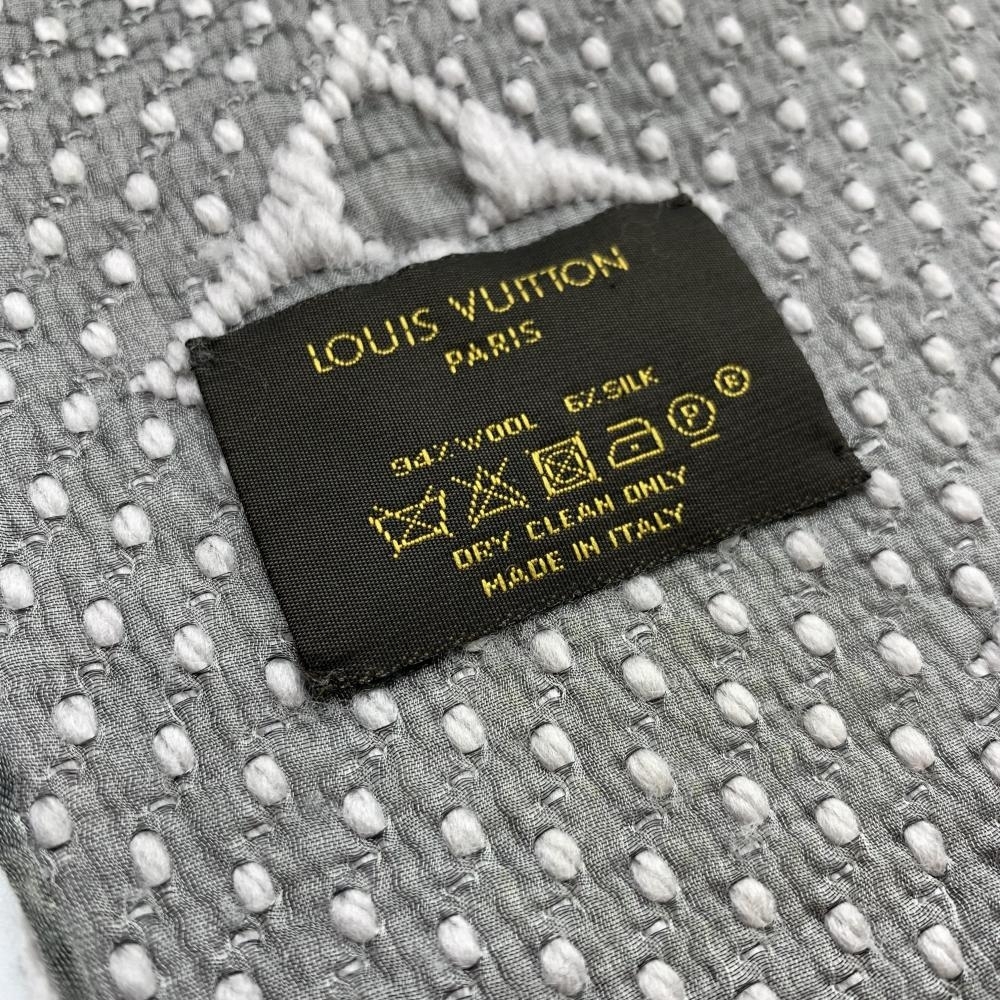 LOUIS VUITTON
PARIS
94% WOOL 6% SILK
P ®
DRY CLEAN ONLY
MADE IN ITALY